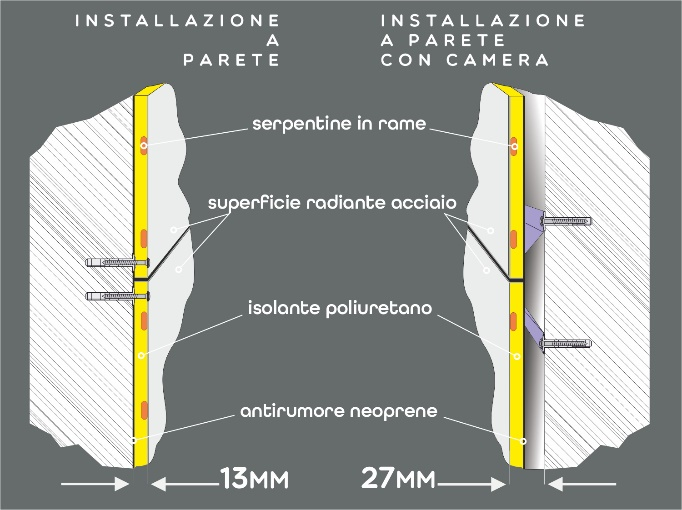 INSTALLAZIONE
A
PARETE
INSTALLAZIONE
A PARETE
CON CAMERA
serpentine in rame
superficie radiante acciaio
isolante poliuretano
antirumore neoprene
13MM
27MM